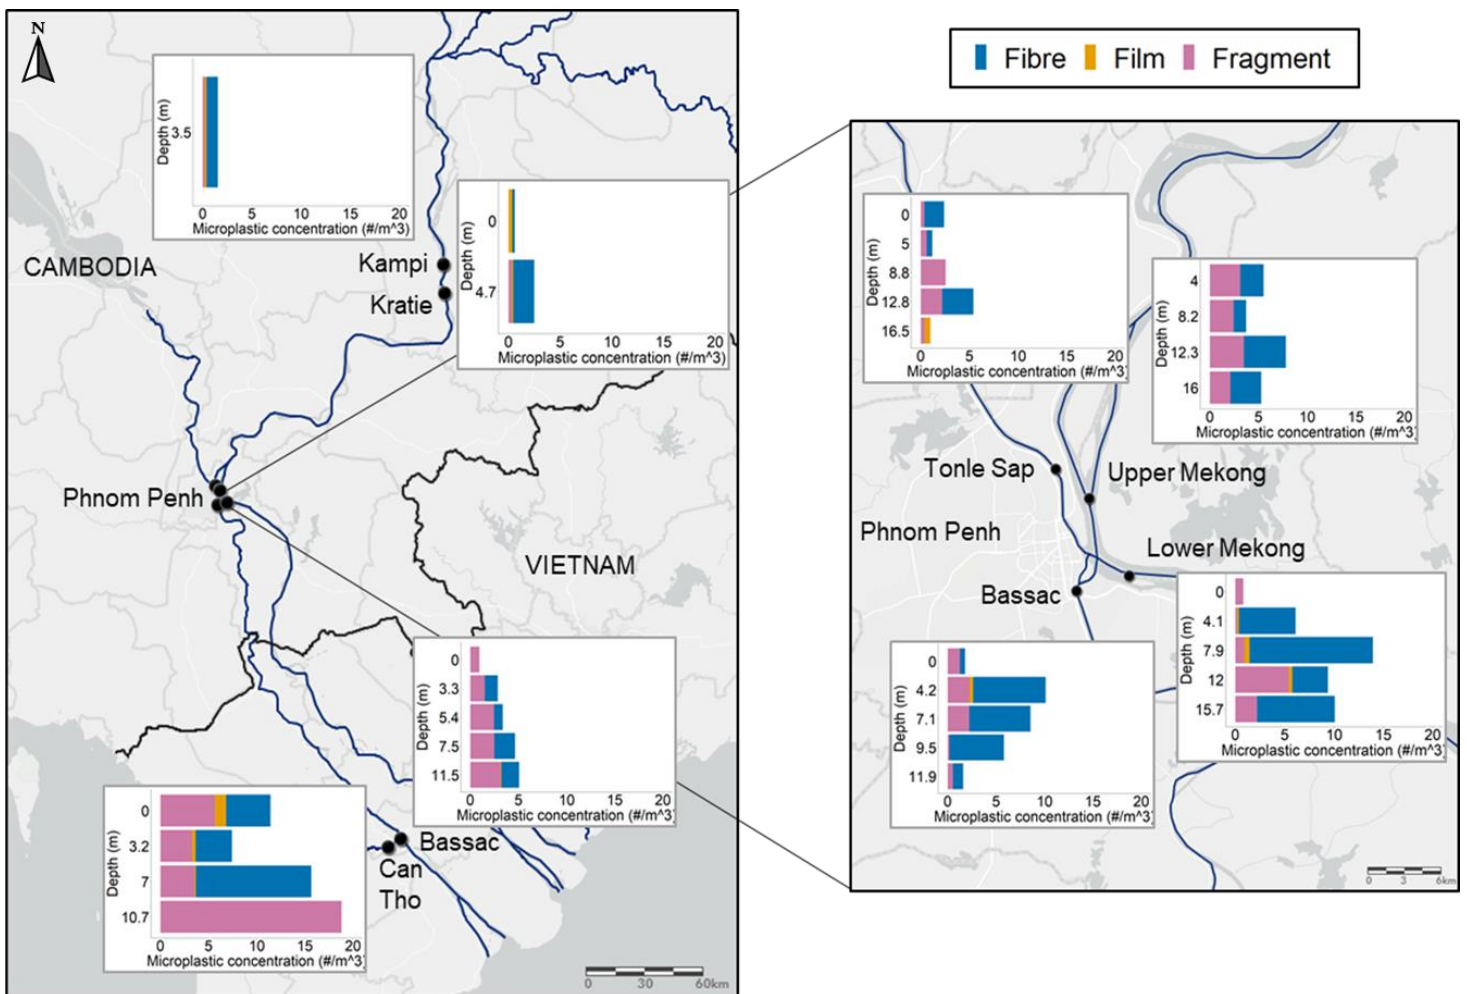 N
Fibre Film Fragment
Depth (m)
3.5
0 5 10 15 20
Microplastic concentration (#/m^3)
Depth (m)
0
4.7
0 5 10 15 20
Microplastic concentration (#/m^3)
CAMBODIA
Kampi
Kratie
Phnom Penh
VIETNAM
Depth (m)
0
3.3
5.4
7.5
11.5
0 5 10 15 20
Microplastic concentration (#/m^3
Depth (m)
0
3.2
7
10.7
0 5 10 15 20
Microplastic concentration (#/m^3)
Bassac
Can
Tho
0 30 60km
Depth (m)
0
5
8.8
12.8
16.5
0 5 10 15 20
Microplastic concentration (#/m^3)
Depth (m)
4
8.2
12.3
16
0 5 10 15 20
Microplastic concentration (#/m^3
Tonle Sap
Upper Mekong
Phnom Penh
Lower Mekong
Bassac
Depth (m)
0
4.1
7.9
12
15.7
0 5 10 15 20
Microplastic concentration (#/m^3)
Depth (m)
0
4.2
7.1
9.5
11.9
0 5 10 15 20
Microplastic concentration (#/m^3
0 3 6km